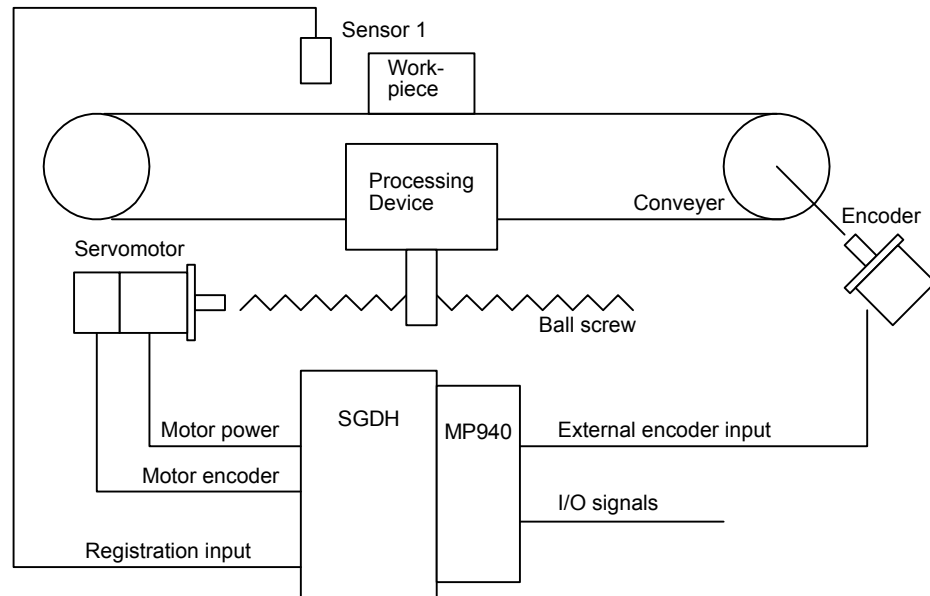 Sensor 1
Work-
piece
Processing
Device
Conveyer
Encoder
Servomotor
Ball screw
SGDH
MP940
Motor power
External encoder input
Motor encoder
I/O signals
Registration input